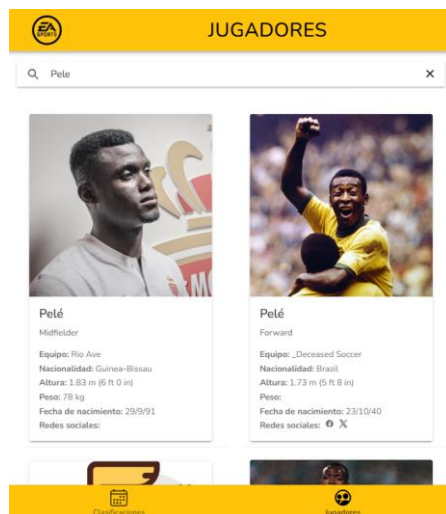 EA
SPORTS
JUGADORES
Pele
Pelé
Midfielder
Equipo: Rio Ave
Nacionalidad: Guinea-Bissau
Altura: 1.83 m (6 ft 0 in)
Peso: 78 kg
Fecha de nacimiento: 29/9/91
Redes sociales:
Pelé
Forward
Equipo: _Deceased Soccer
Nacionalidad: Brazil
Altura: 1.73 m (5 ft 8 in)
Peso:
Fecha de nacimiento: 23/10/40
Redes sociales:
Clasificaciones
Jugadores